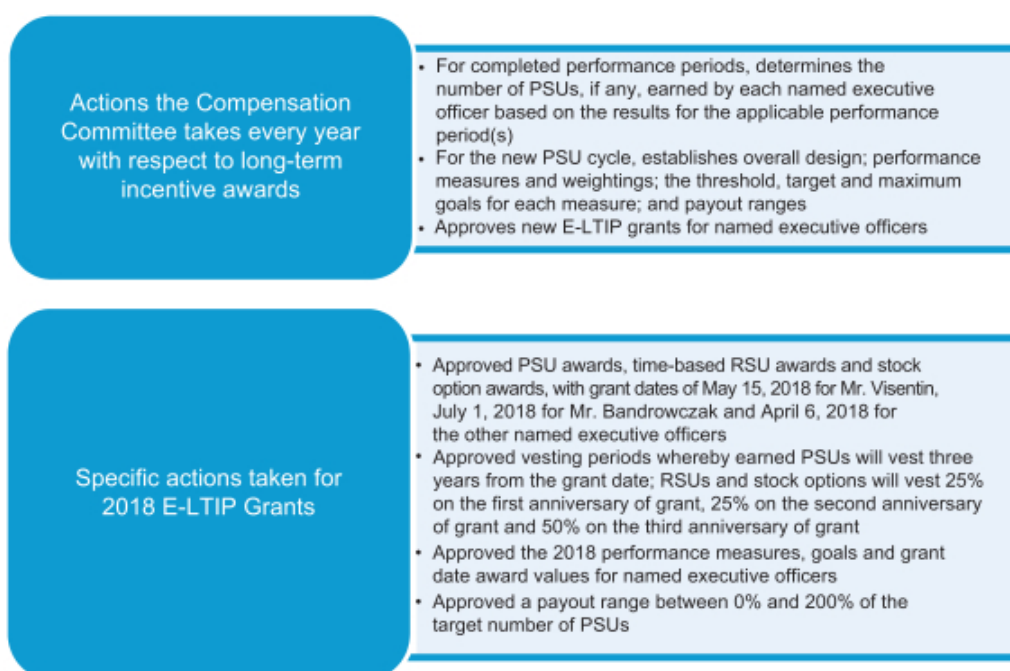 Actions the Compensation
Committee takes every year
with respect to long-term
incentive awards
• For completed performance periods, determines the
number of PSUs, if any, earned by each named executive
officer based on the results for the applicable performance
period(s)
• For the new PSU cycle, establishes overall design; performance
measures and weightings; the threshold, target and maximum
goals for each measure; and payout ranges
• Approves new E-LTIP grants for named executive officers
Specific actions taken for
2018 E-LTIP Grants
• Approved PSU awards, time-based RSU awards and stock
option awards, with grant dates of May 15, 2018 for Mr. Visentin,
July 1, 2018 for Mr. Bandrowczak and April 6, 2018 for
the other named executive officers
• Approved vesting periods whereby earned PSUs will vest three
years from the grant date; RSUs and stock options will vest 25%
on the first anniversary of grant, 25% on the second anniversary
of grant and 50% on the third anniversary of grant
• Approved the 2018 performance measures, goals and grant
date award values for named executive officers
• Approved a payout range between 0% and 200% of the
target number of PSUs